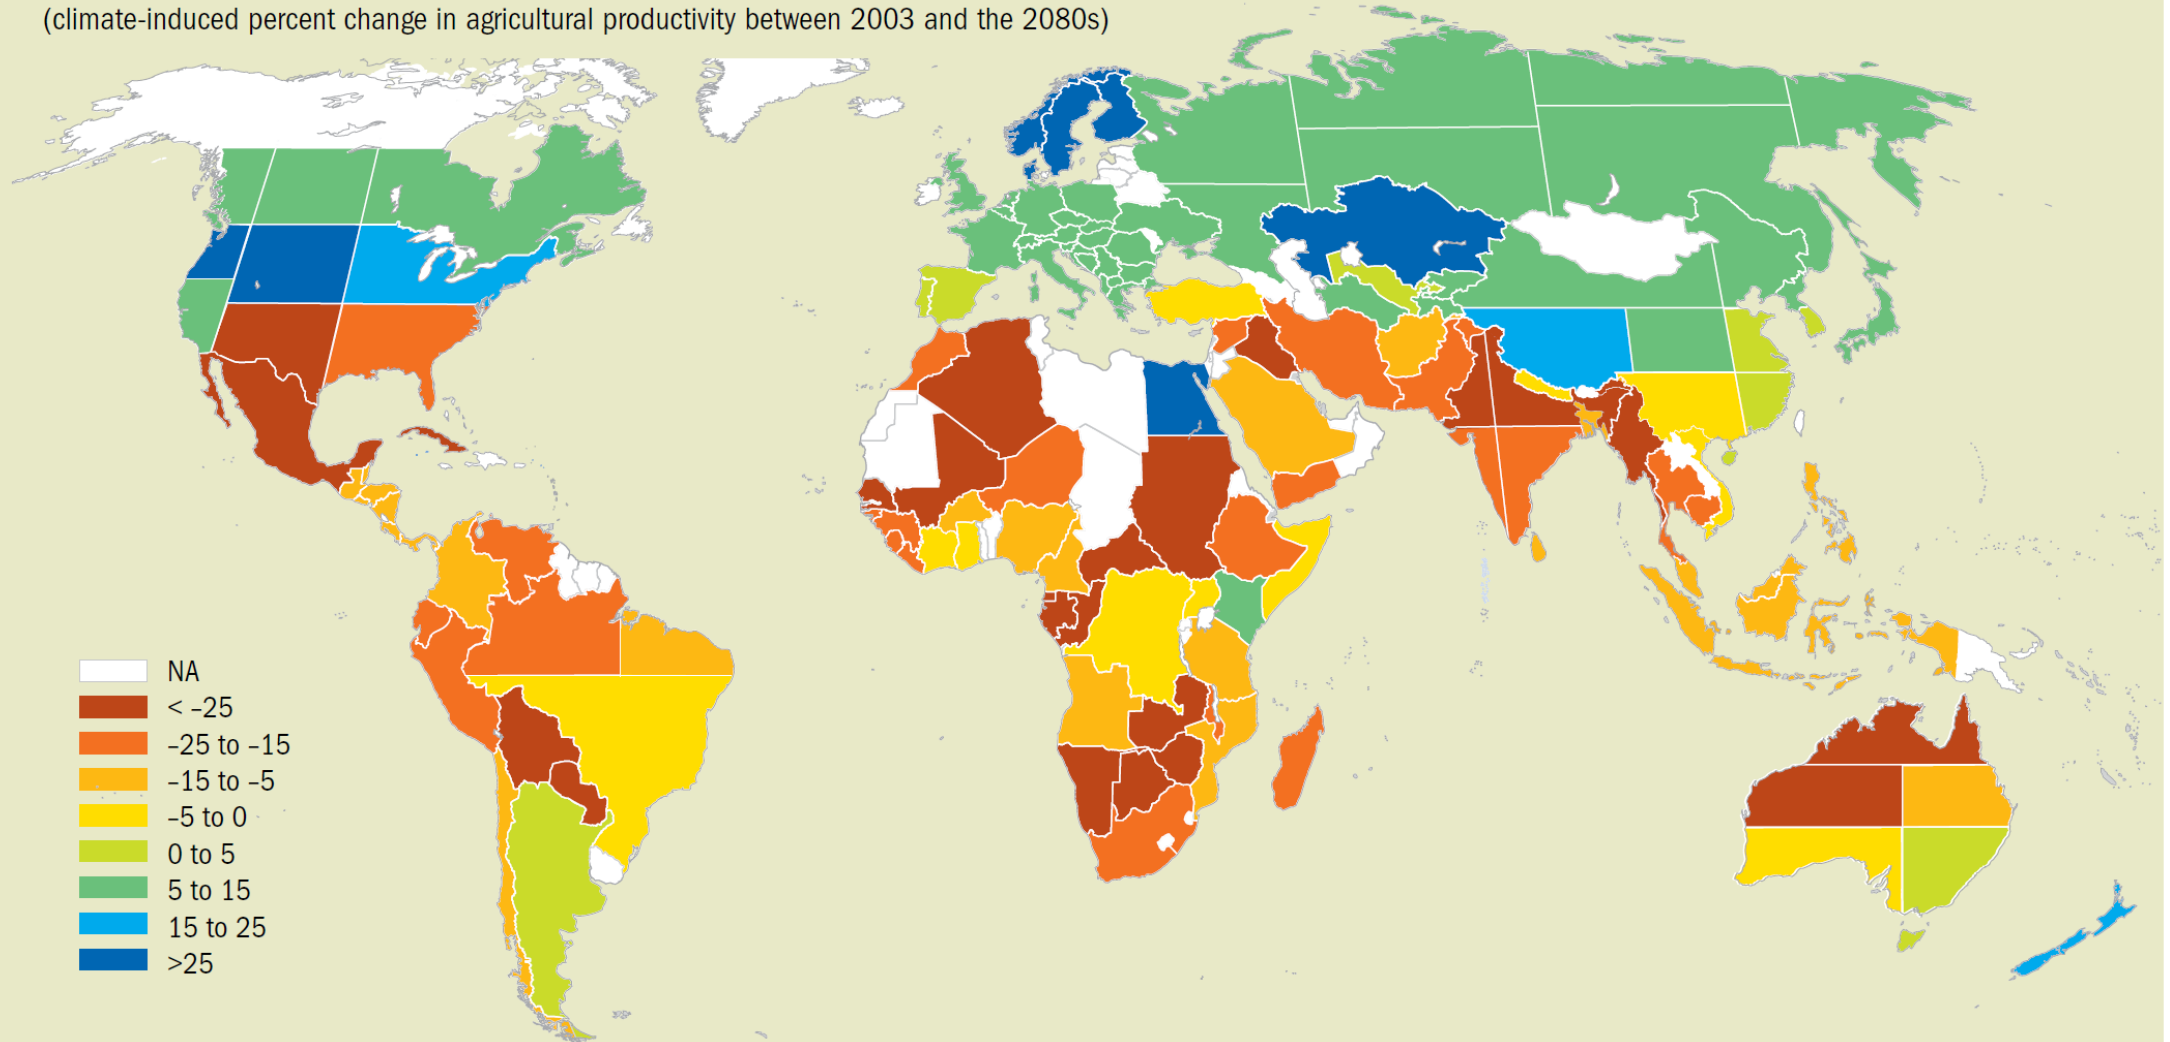 (climate-induced percent change in agricultural productivity between 2003 and the 2080s)
NA
< –25
–25 to –15
–15 to –5
–5 to 0
0 to 5
5 to 15
15 to 25
>25